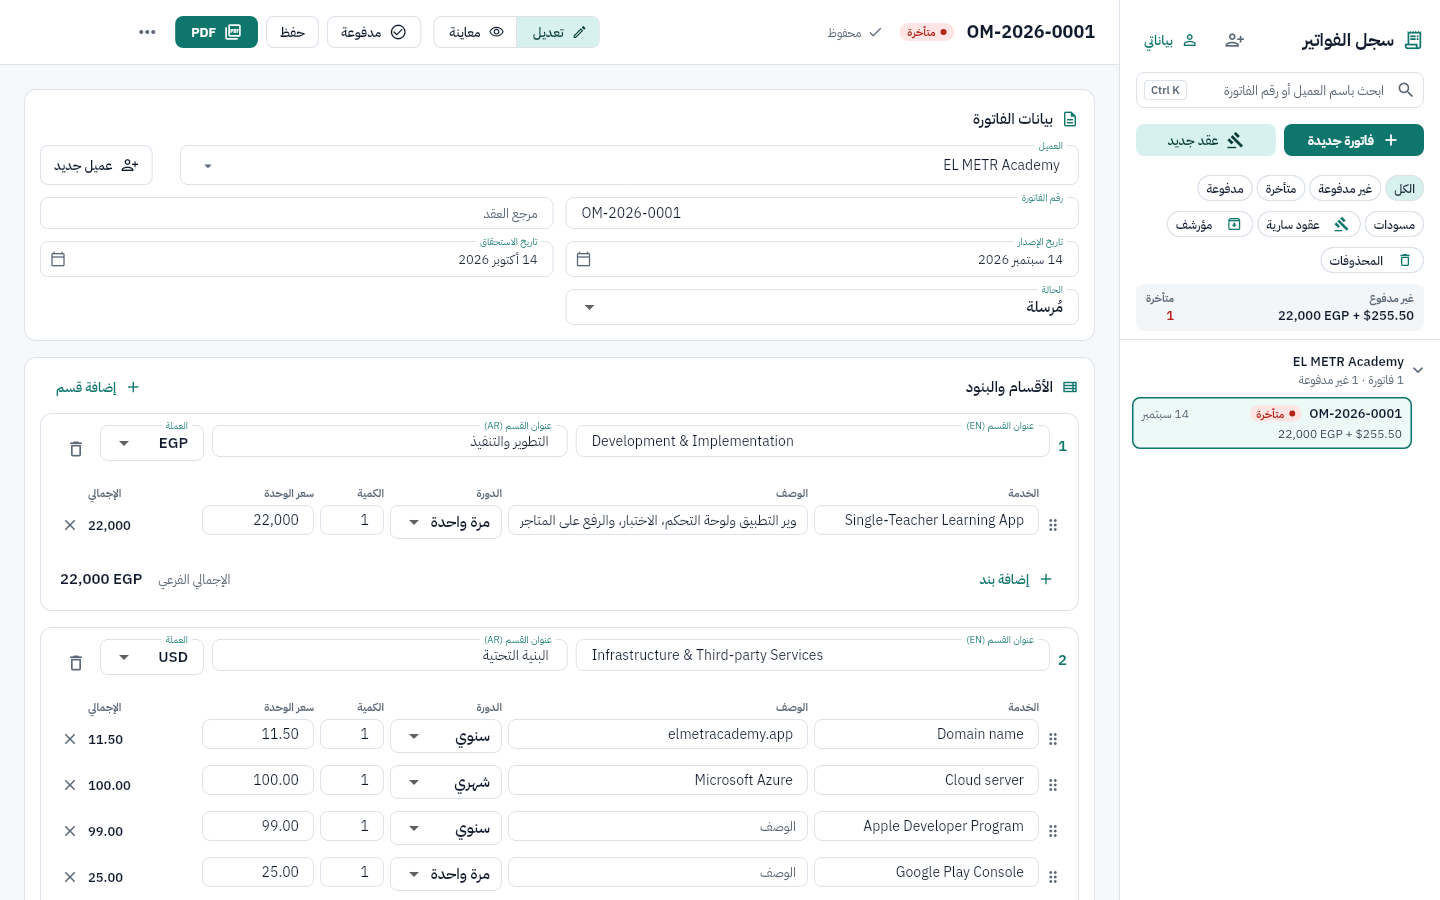 سجل الفواتير
بياناتي
ابحث باسم العميل أو رقم الفاتورة
Ctrl K
فاتورة جديدة
عقد جديد
الكل
غير مدفوعة
متأخرة
مدفوعة
مسودات
عقود سارية
مؤرشف
المحذوفات
غير مدفوع
متأخرة
22,000 EGP + $255.50
1
EL METR Academy
1 فاتورة · 1 غير مدفوعة
OM-2026-0001
متأخرة
14 سبتمبر
22,000 EGP + $255.50
OM-2026-0001
متأخرة
محفوظ
تعديل
معاينة
مدفوعة
حفظ
PDF
بيانات الفاتورة
العميل
EL METR Academy
عميل جديد
رقم الفاتورة
OM-2026-0001
مرجع العقد
تاريخ الإصدار
14 سبتمبر 2026
تاريخ الاستحقاق
14 أكتوبر 2026
الحالة
مُرسلة
الأقسام والبنود
إضافة قسم
1
عنوان القسم (EN)
Development & Implementation
عنوان القسم (AR)
التطوير والتنفيذ
العملة
EGP
الخدمة
الوصف
الدورة
الكمية
سعر الوحدة
الإجمالي
Single-Teacher Learning App
وير التطبيق ولوحة التحكم، الاختبار، والرفع على المتاجر
مرة واحدة
1
22,000
22,000
إضافة بند
الإجمالي الفرعي
22,000 EGP
2
عنوان القسم (EN)
Infrastructure & Third-party Services
عنوان القسم (AR)
البنية التحتية
العملة
USD
الخدمة
الوصف
الدورة
الكمية
سعر الوحدة
الإجمالي
Domain name
elmetracademy.app
سنوي
1
11.50
11.50
Cloud server
Microsoft Azure
شهري
1
100.00
100.00
Apple Developer Program
الوصف
سنوي
1
99.00
99.00
Google Play Console
الوصف
مرة واحدة
1
25.00
25.00